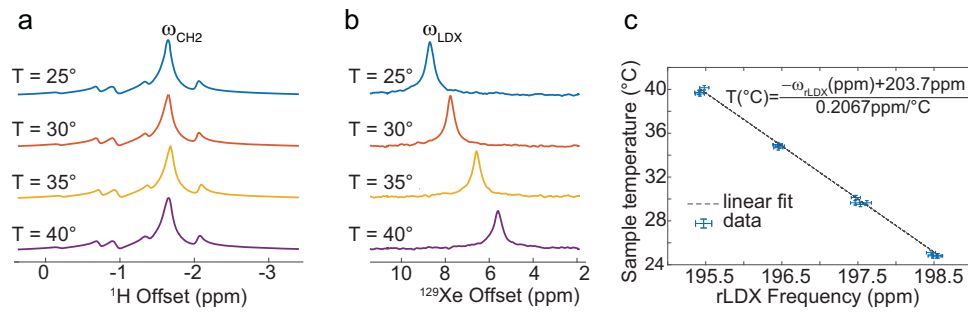 a
ω_CH2
T = 25°
T = 30°
T = 35°
T = 40°
0 -1 -2 -3
¹H Offset (ppm)
b
ω_LDX
T = 25°
T = 30°
T = 35°
T = 40°
10 8 6 4 2
¹²⁹Xe Offset (ppm)
c
Sample temperature (°C)
40
36
32
28
24
T(°C)=
-ω_rLDX(ppm)+203.7ppm
0.2067ppm/°C
linear fit
data
195.5 196.5 197.5 198.5
rLDX Frequency (ppm)